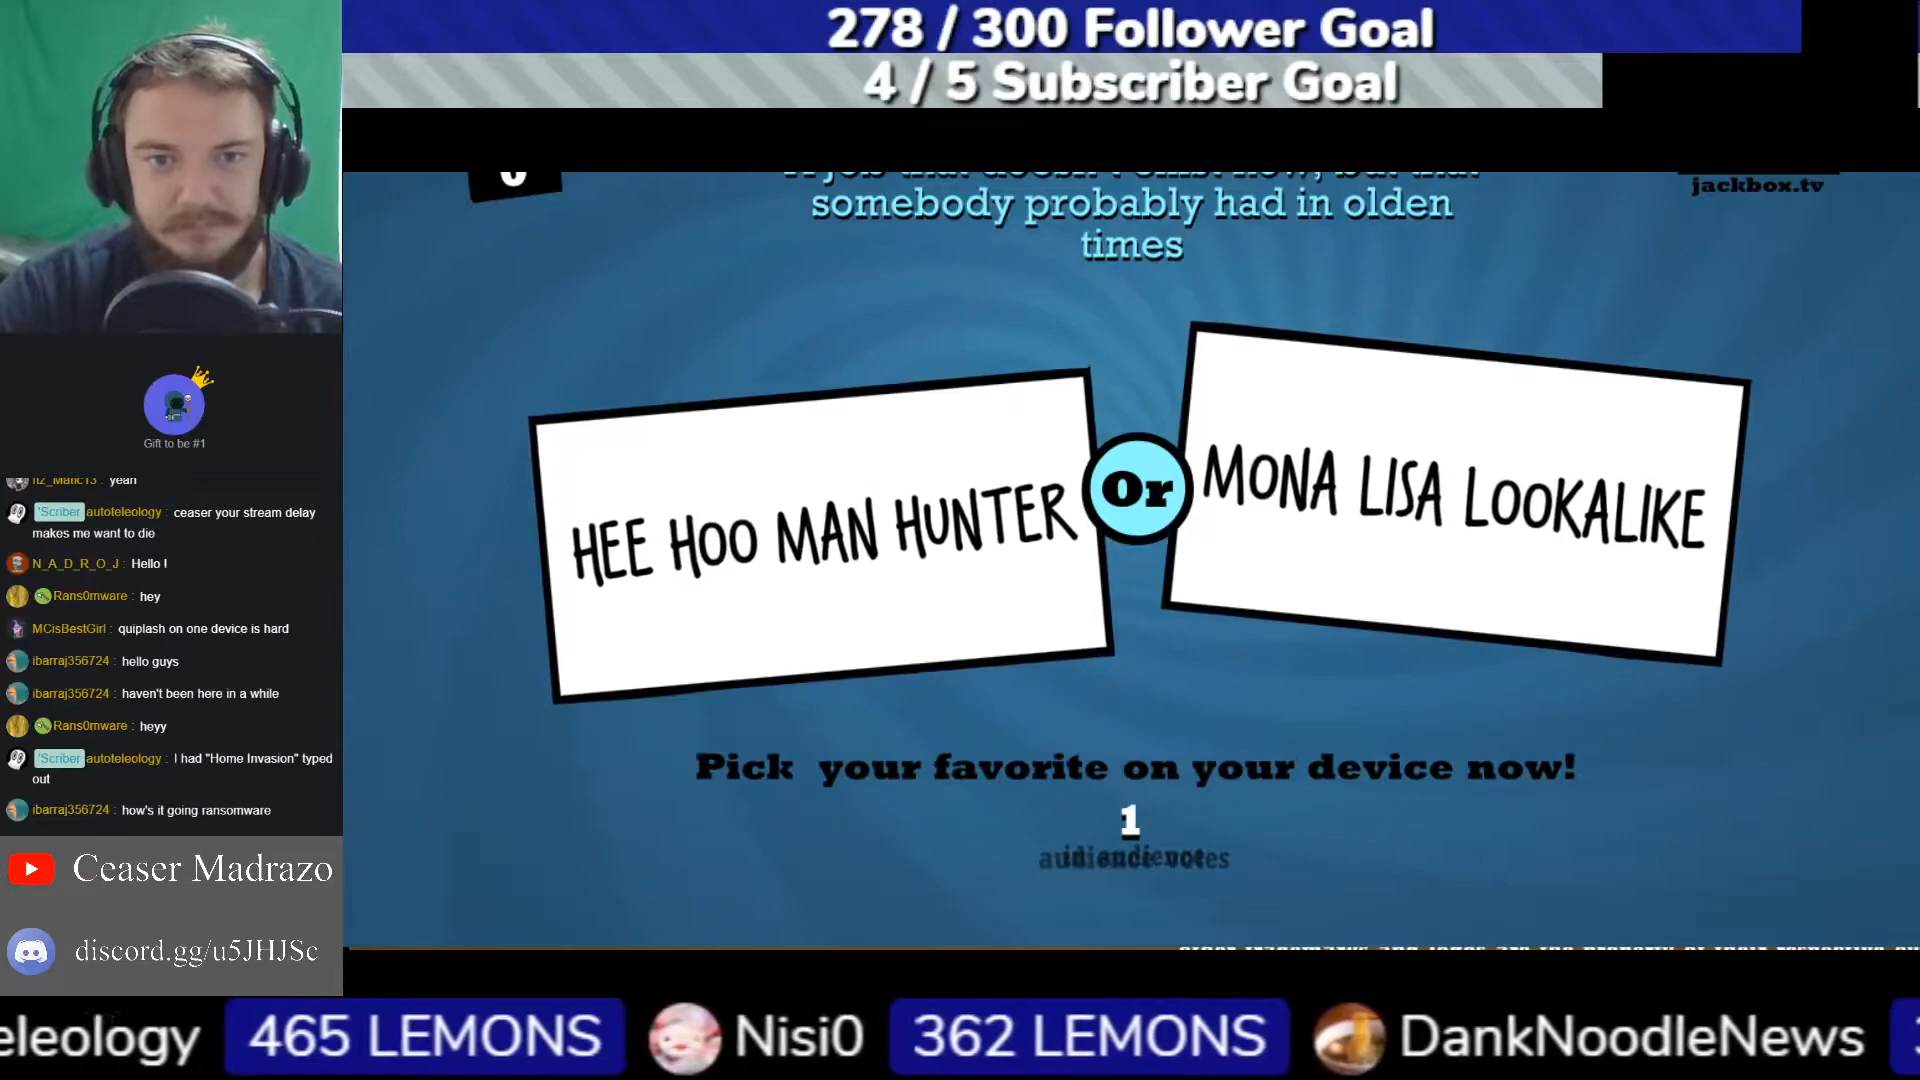 278 / 300 Follower Goal
4 / 5 Subscriber Goal
jackbox.tv
somebody probably had in olden
times
HEE HOO MAN HUNTER
Or
MONA LISA LOOKALIKE
Pick your favorite on your device now!
1
Gift to be #1
yeah
'Scriber autoteleology : ceaser your stream delay
makes me want to die
N_A_D_R_O_J : Hello !
Rans0mware : hey
MCisBestGirl : quiplash on one device is hard
ibarraj356724 : hello guys
ibarraj356724 : haven't been here in a while
Rans0mware : heyy
'Scriber autoteleology : I had "Home Invasion" typed
out
ibarraj356724 : how's it going ransomware
Ceaser Madrazo
discord.gg/u5JHJSc
eleology 465 LEMONS Nisi0 362 LEMONS DankNoodleNews